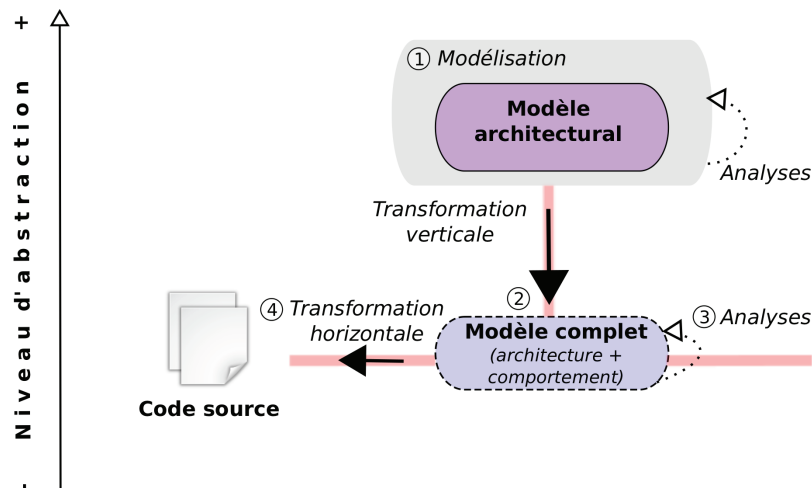 +
Niveau d'abstraction
-
① Modélisation
Modèle
architectural
Analyses
Transformation
verticale
②
④ Transformation
horizontale
Modèle complet
(architecture +
comportement)
③ Analyses
Code source